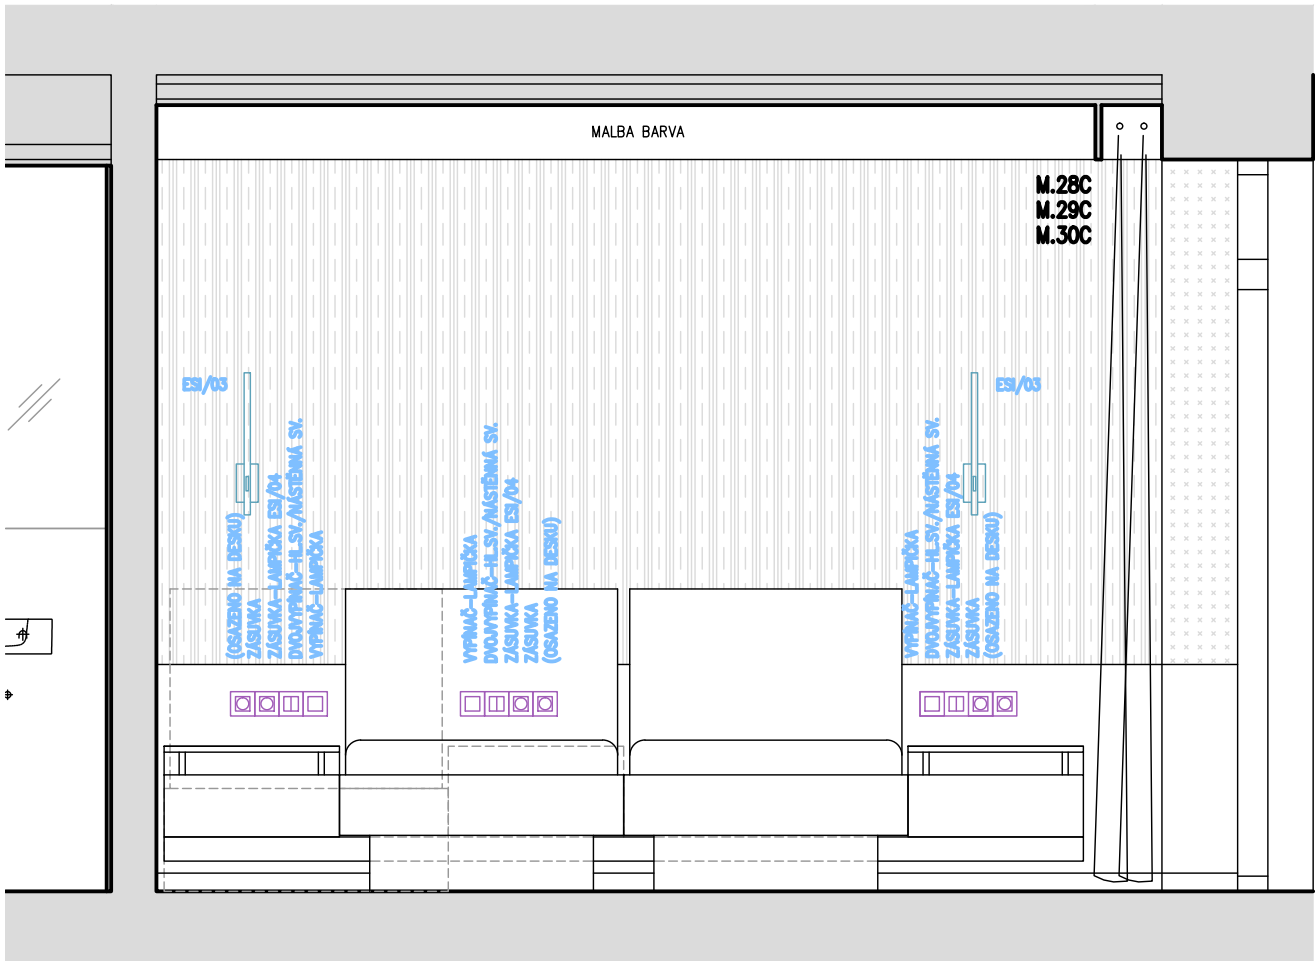 MALBA BARVA
M.28C
M.29C
M.30C
ESI/03
ESI/03
(OSAZENO NA DESKU)
ZÁSUVKA
ZÁSUVKA-LAMPIČKA ESI/04
DVOJVYPÍNAČ-HL.SV./NÁSTĚNNÁ SV.
VYPÍNAČ-LAMPIČKA
VYPÍNAČ-LAMPIČKA
DVOJVYPÍNAČ-HL.SV./NÁSTĚNNÁ SV.
ZÁSUVKA-LAMPIČKA ESI/04
ZÁSUVKA
(OSAZENO NA DESKU)
VYPÍNAČ-LAMPIČKA
DVOJVYPÍNAČ-HL.SV./NÁSTĚNNÁ SV.
ZÁSUVKA-LAMPIČKA ESI/04
ZÁSUVKA
(OSAZENO NA DESKU)